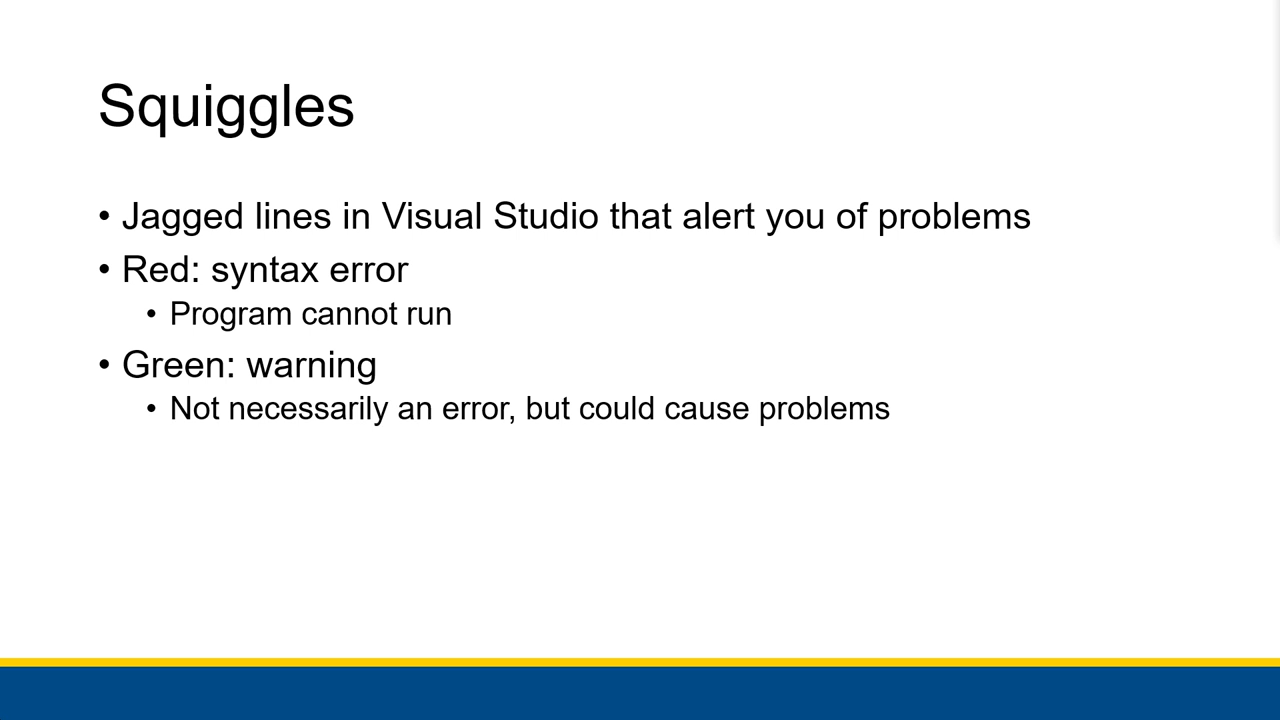 Squiggles
• Jagged lines in Visual Studio that alert you of problems
• Red: syntax error
• Program cannot run
• Green: warning
• Not necessarily an error, but could cause problems